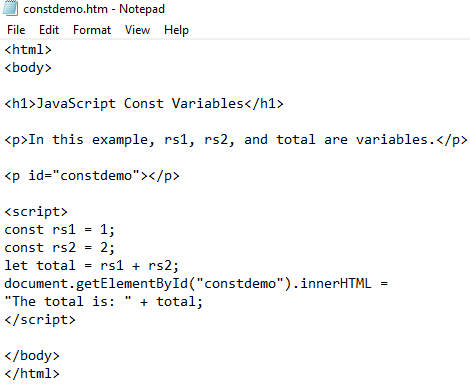 constdemo.htm - Notepad
File Edit Format View Help
<html>
<body>
<h1>JavaScript Const Variables</h1>
<p>In this example, rs1, rs2, and total are variables.</p>
<p id="constdemo"></p>
<script>
const rs1 = 1;
const rs2 = 2;
let total = rs1 + rs2;
document.getElementById("constdemo").innerHTML =
"The total is: " + total;
</script>
</body>
</html>